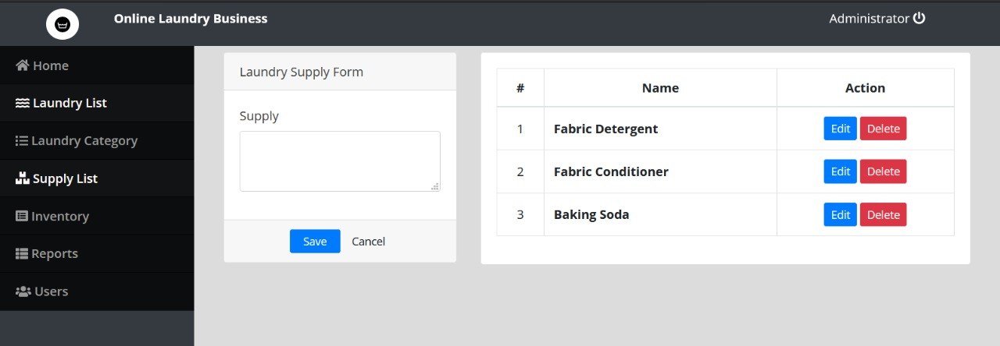 Online Laundry Business
Administrator
Home
Laundry List
Laundry Category
Supply List
Inventory
Reports
Users
Laundry Supply Form
Supply
Save Cancel
# Name Action
1 Fabric Detergent Edit Delete
2 Fabric Conditioner Edit Delete
3 Baking Soda Edit Delete